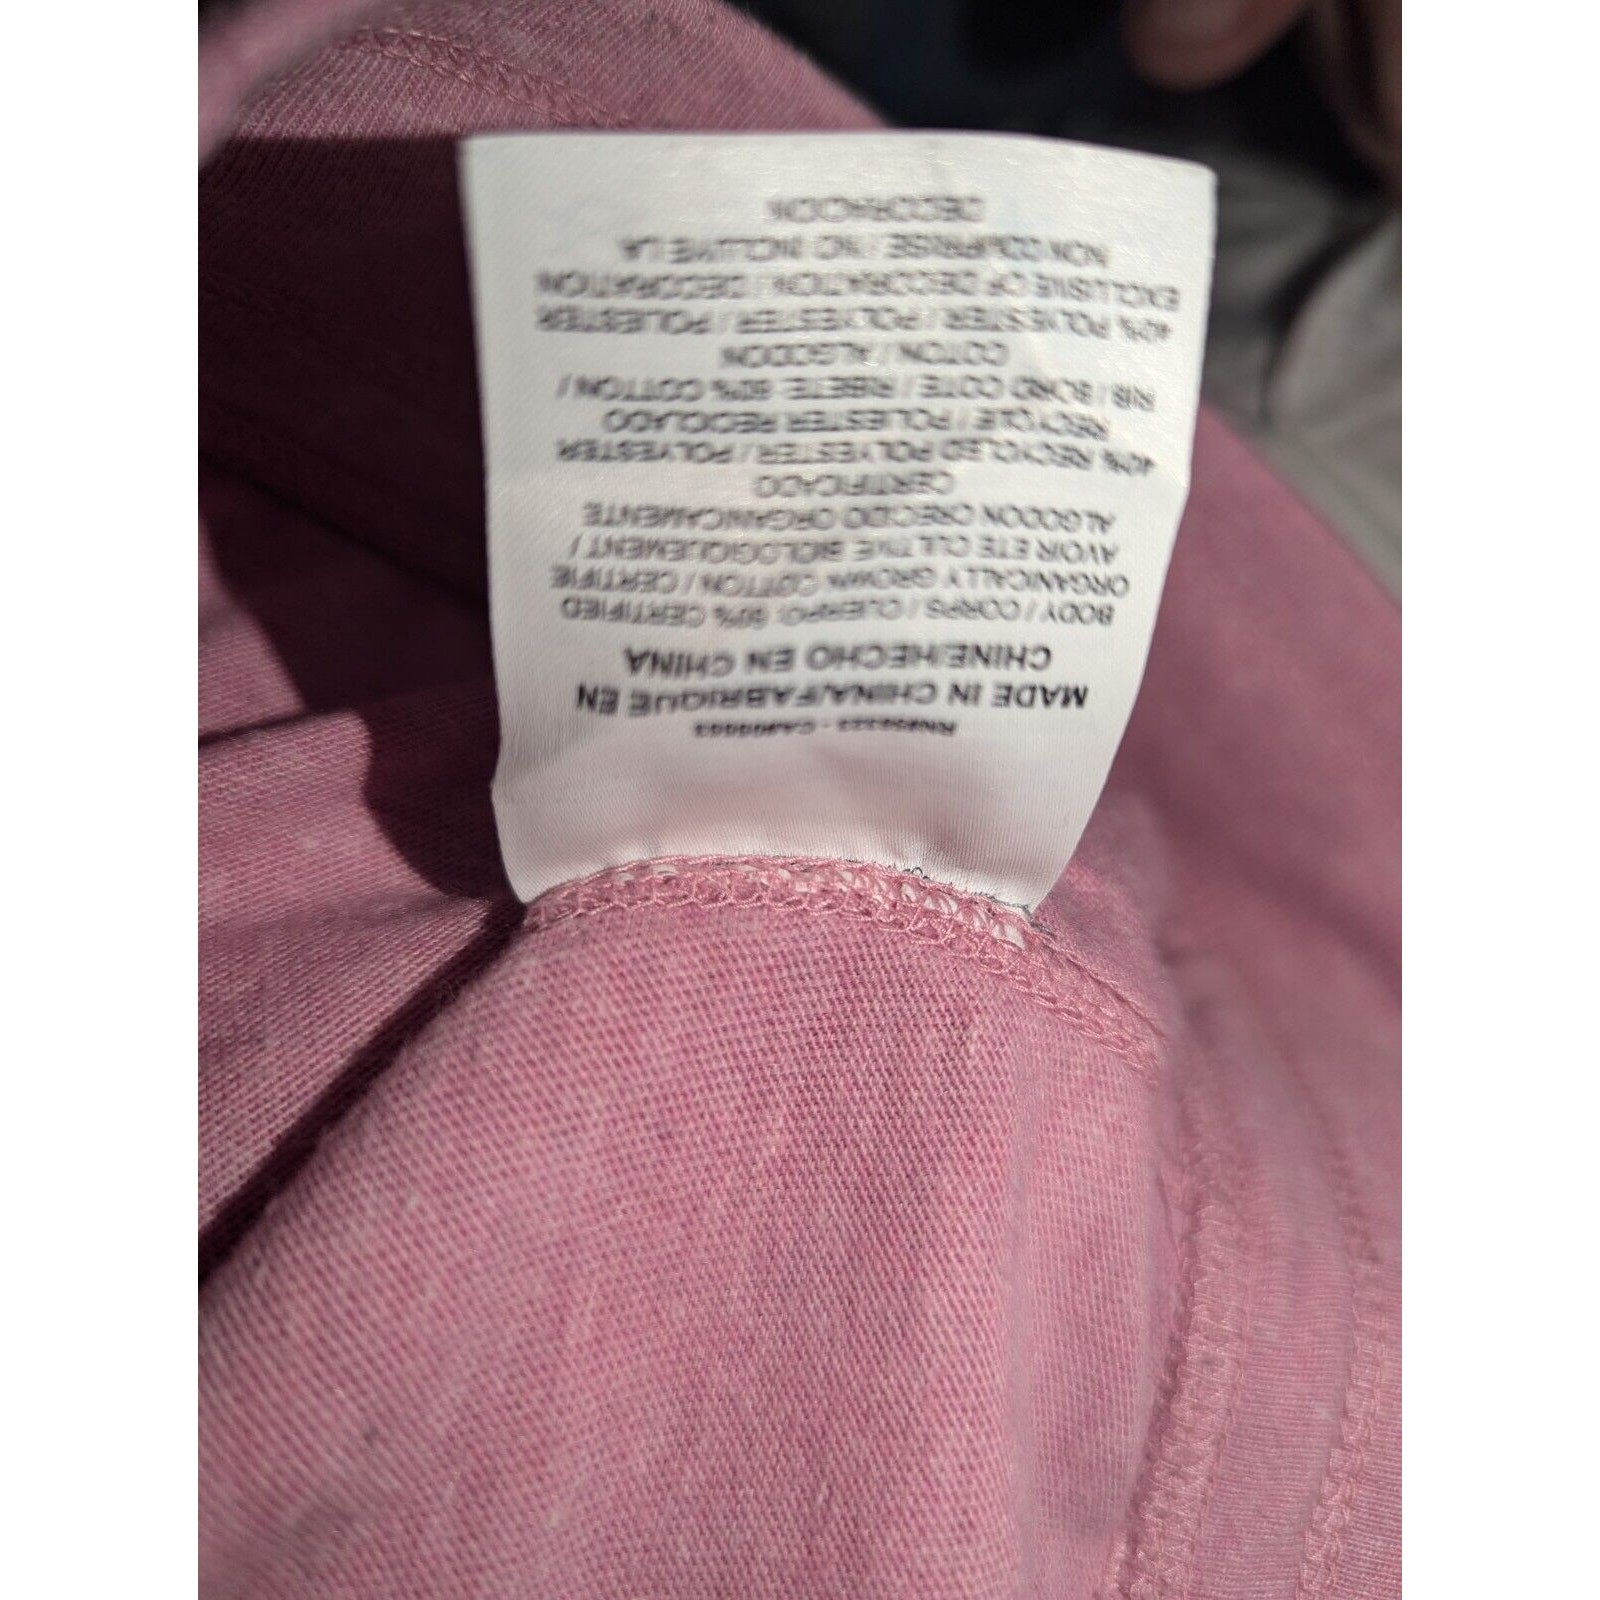 MADE IN CHINA/FABRIQUE EN
CHINE/HECHO EN CHINA
BODY / CORPS / CUERPO: 60% CERTIFIED
ORGANICALLY GROWN COTTON / CERTIFIE
AVOIR ETE CULTIVE BIOLOGIQUEMENT /
ALGODON CRECIDO ORGANICAMENTE
CERTIFICADO
40% RECYCLED POLYESTER / POLYESTER
RECYCLE / POLIESTER RECICLADO
RIB / BORD COTE / RIBETE: 60% COTTON /
COTON / ALGODON
40% POLYESTER / POLYESTER / POLIESTER
EXCLUSIVE OF DECORATION / DECORATION
NON COMPRISE / NO INCLUYE LA
DECORACION